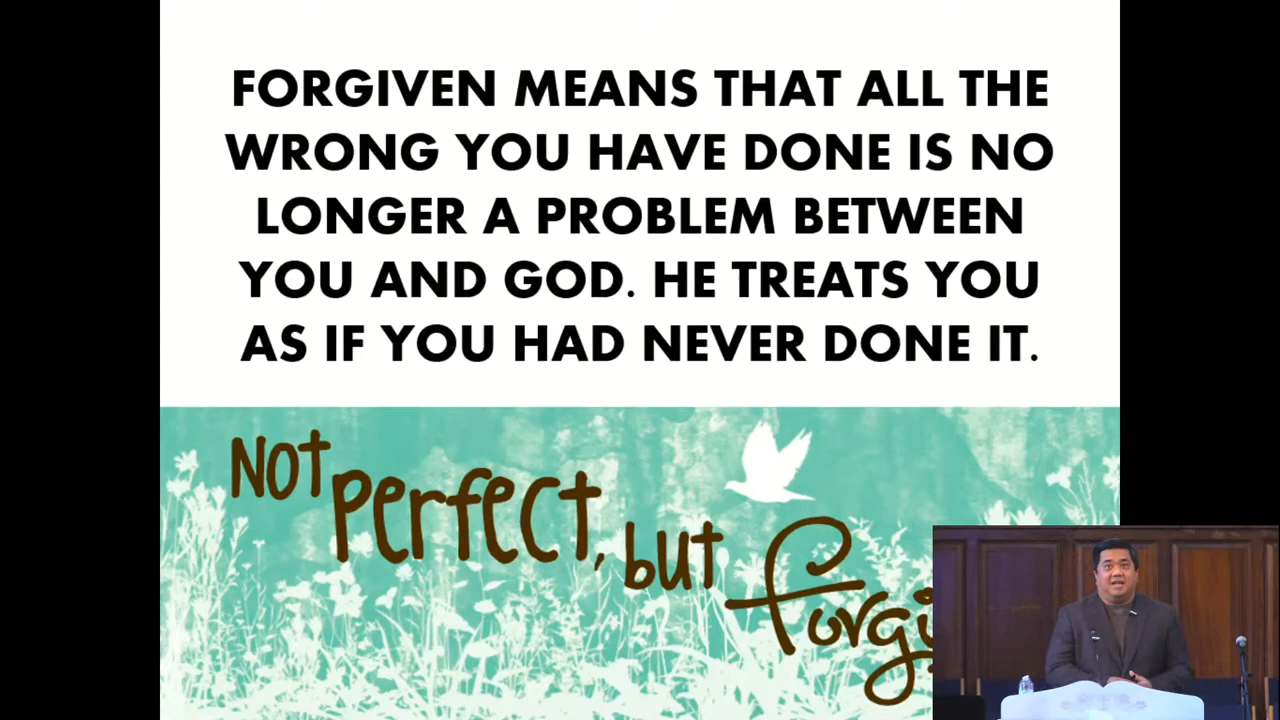 FORGIVEN MEANS THAT ALL THE
WRONG YOU HAVE DONE IS NO
LONGER A PROBLEM BETWEEN
YOU AND GOD. HE TREATS YOU
AS IF YOU HAD NEVER DONE IT.
Not perfect, but